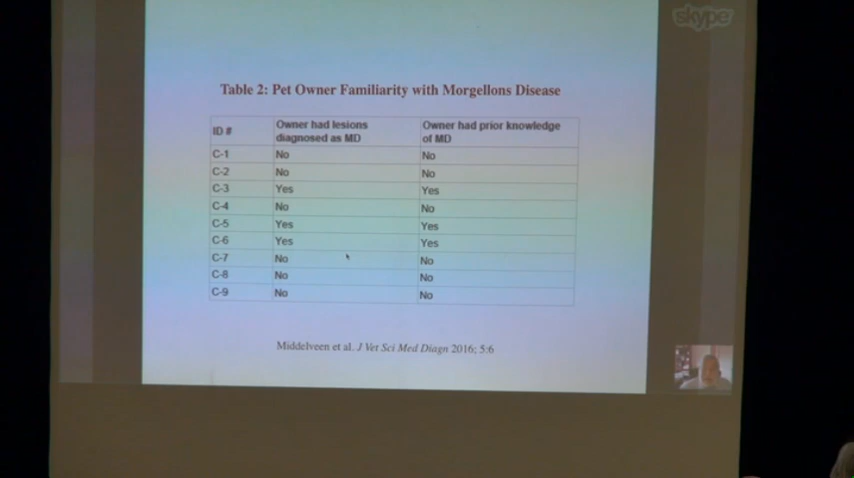 skype
Table 2: Pet Owner Familiarity with Morgellons Disease
ID # Owner had lesions diagnosed as MD Owner had prior knowledge of MD
C-1 No No
C-2 No No
C-3 Yes Yes
C-4 No No
C-5 Yes Yes
C-6 Yes Yes
C-7 No No
C-8 No No
C-9 No No
Middelveen et al. J Vet Sci Med Diagn 2016; 5:6